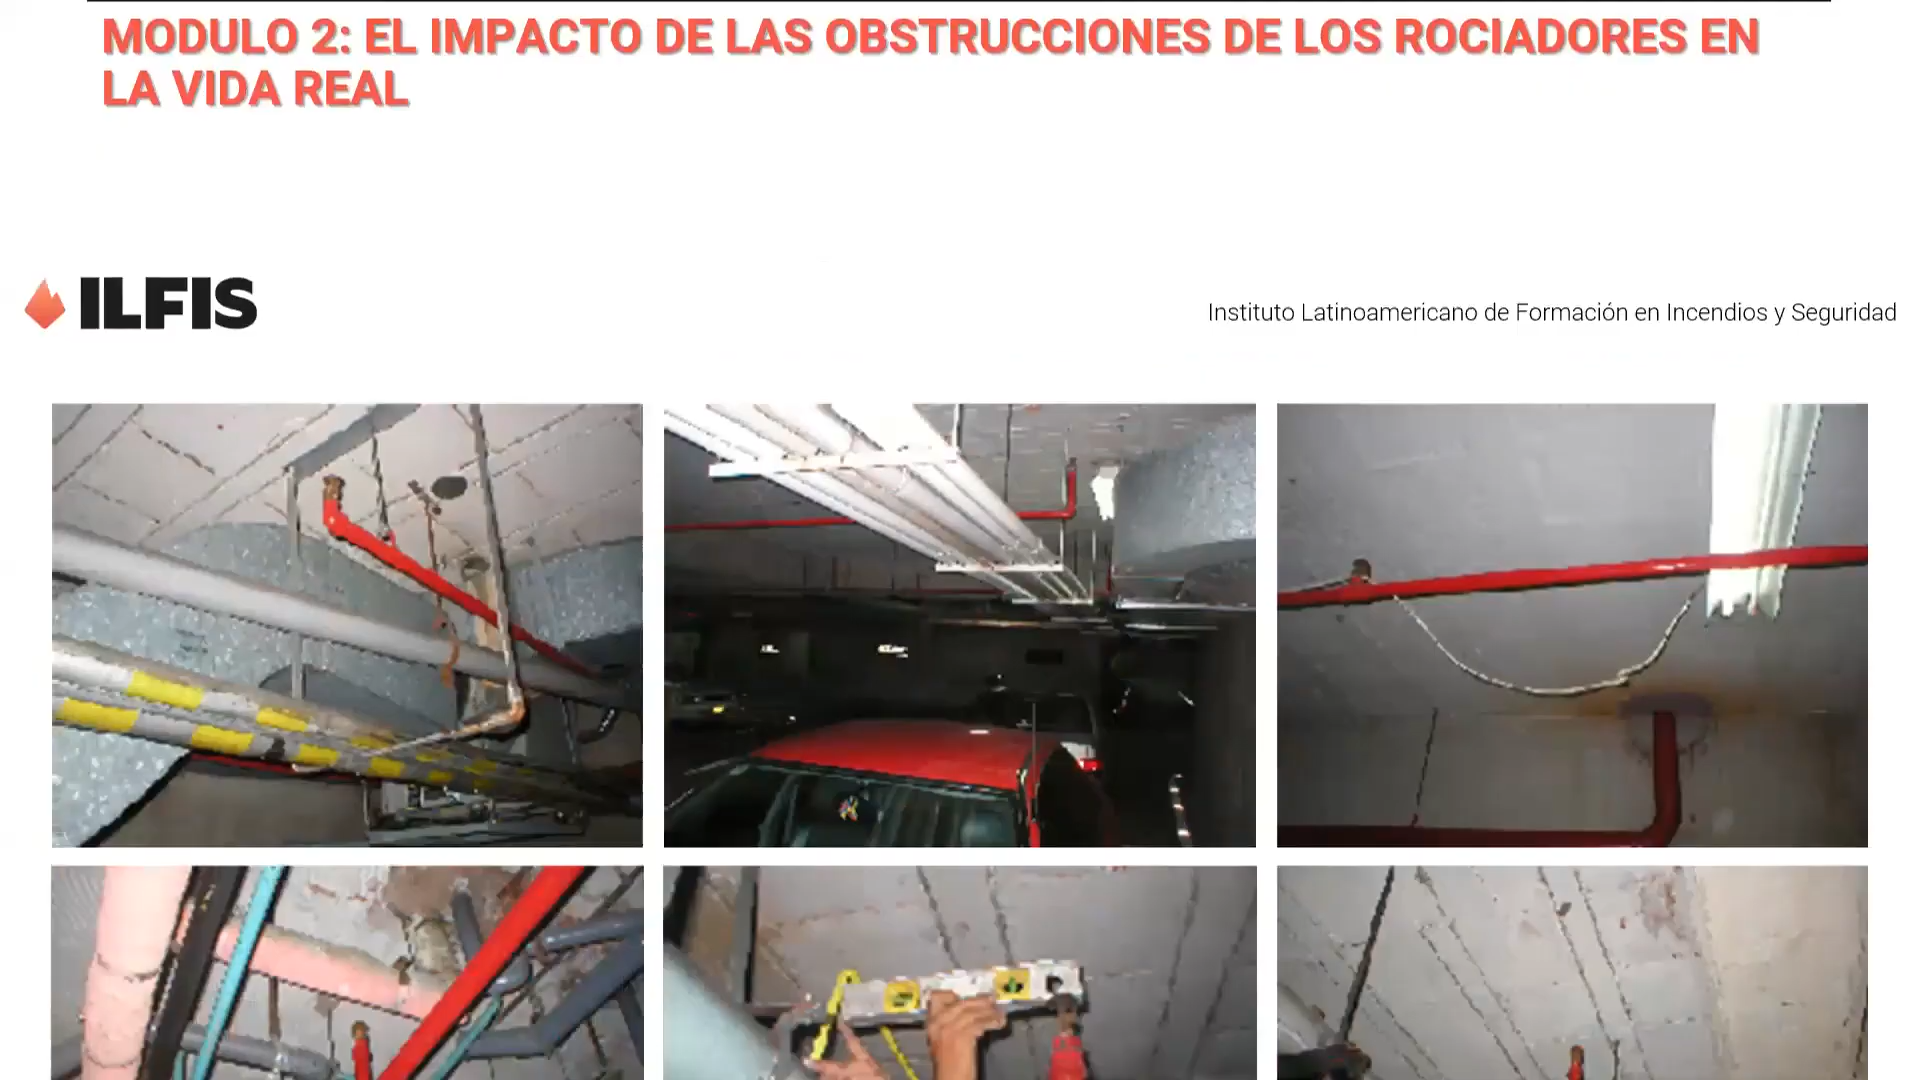 MODULO 2: EL IMPACTO DE LAS OBSTRUCCIONES DE LOS ROCIADORES EN
LA VIDA REAL
ILFIS
Instituto Latinoamericano de Formación en Incendios y Seguridad